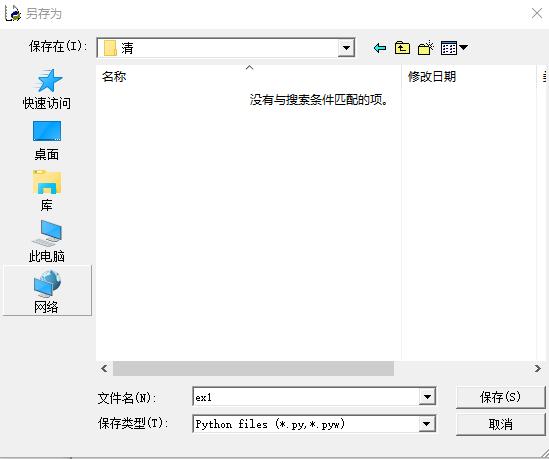 另存为
保存在(I):
清
名称
修改日期
没有与搜索条件匹配的项。
快速访问
桌面
库
此电脑
网络
文件名(N):
ex1
保存(S)
保存类型(T):
Python files (*.py,*.pyw)
取消